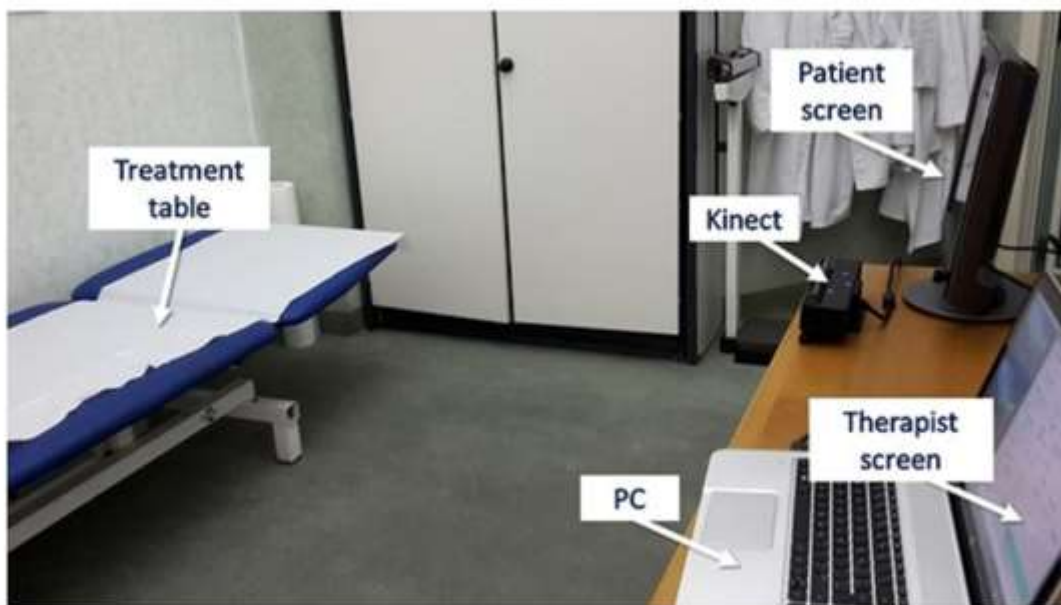 Patient
screen
Treatment
table
Kinect
Therapist
screen
PC